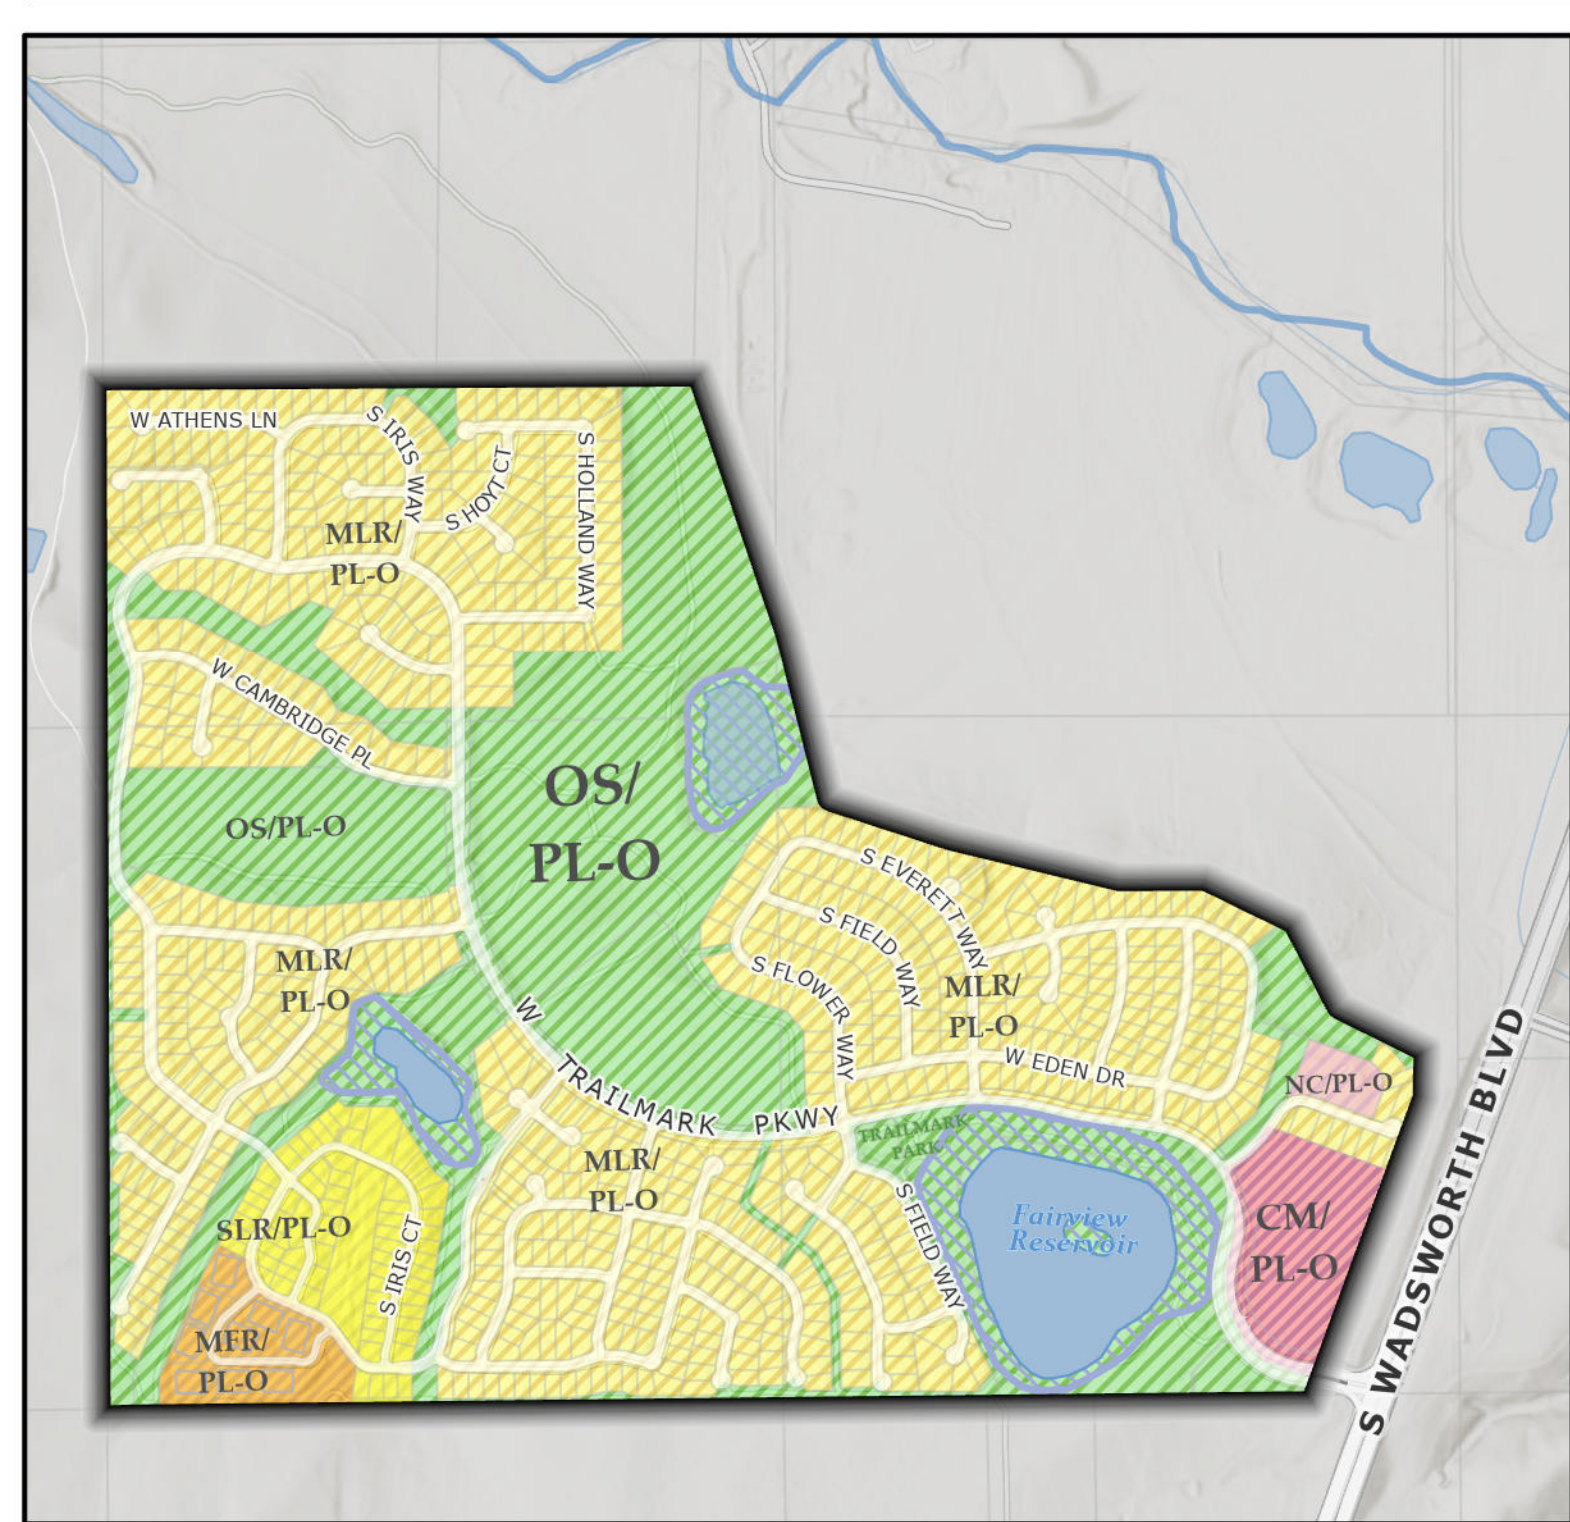 W ATHENS LN
S IRIS WAY
S HOYT CT
S HOLLAND WAY
MLR/
PL-O
W CAMBRIDGE PL
OS/PL-O
OS/
PL-O
S EVERETT WAY
S FIELD WAY
S FLOWER WAY
MLR/
PL-O
MLR/
PL-O
W EDEN DR
NC/PL-O
W TRAILMARK PKWY
TRAILMARK
PARK
MLR/
PL-O
S FIELD WAY
Fairview
Reservoir
CM/
PL-O
SLR/PL-O
S IRIS CT
MFR/
PL-O
S WADSWORTH BLVD